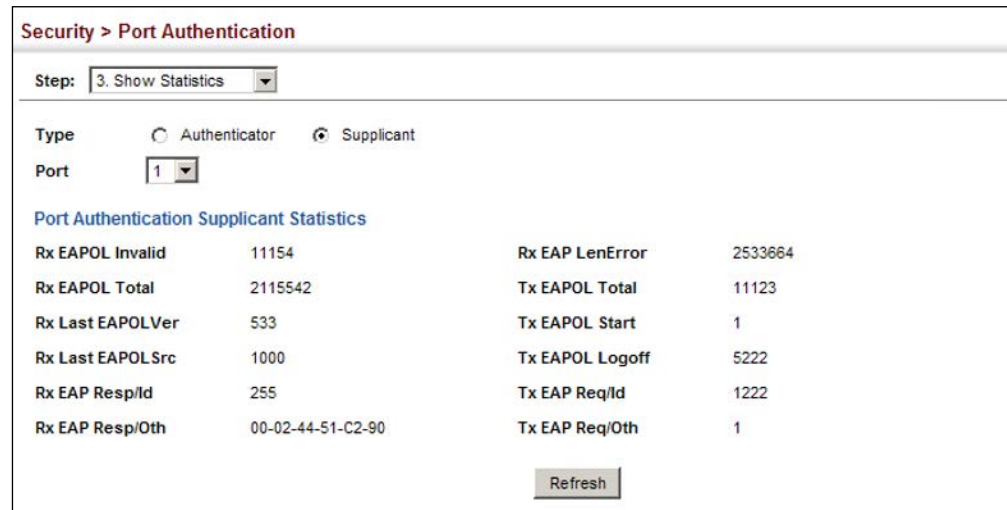 Security > Port Authentication
Step: 3. Show Statistics
Type Authenticator Supplicant
Port 1
Port Authentication Supplicant Statistics
Rx EAPOL Invalid 11154 Rx EAP LenError 2533664
Rx EAPOL Total 2115542 Tx EAPOL Total 11123
Rx Last EAPOLVer 533 Tx EAPOL Start 1
Rx Last EAPOLSrc 1000 Tx EAPOL Logoff 5222
Rx EAP Resp/Id 255 Tx EAP Req/Id 1222
Rx EAP Resp/Oth 00-02-44-51-C2-90 Tx EAP Req/Oth 1
Refresh